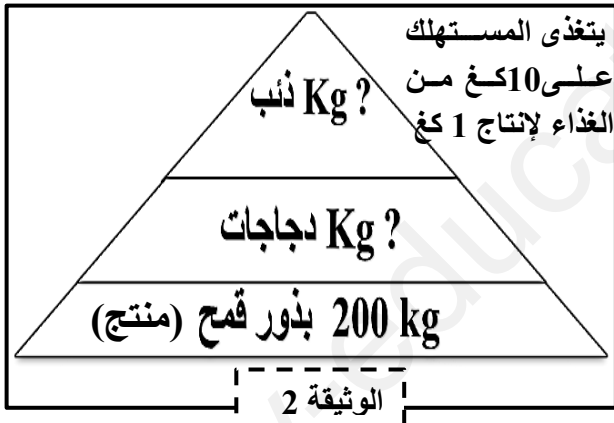 يتغذى المستهلك
على10كغ من
الغذاء لإنتاج 1 كغ
? Kg ذئب
? Kg دجاجات
200 kg بذور قمح (منتج)
الوثيقة 2